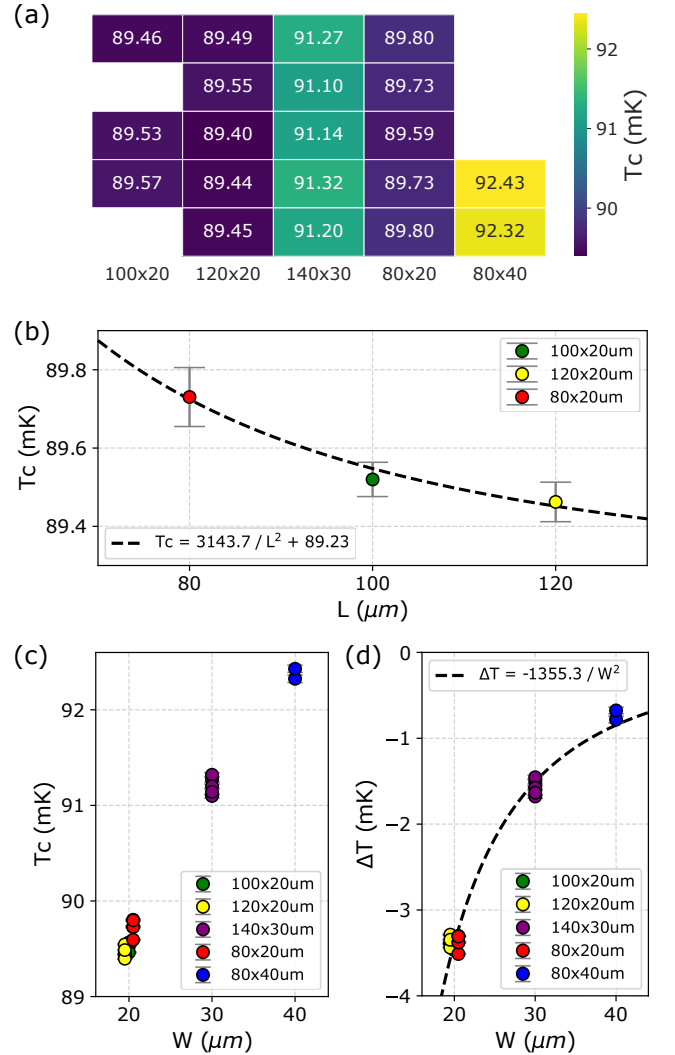 (a)
89.46 89.49 91.27 89.80
89.55 91.10 89.73
89.53 89.40 91.14 89.59
89.57 89.44 91.32 89.73 92.43
89.45 91.20 89.80 92.32
100x20 120x20 140x30 80x20 80x40
92
91
90
Tc (mK)
(b)
89.8
89.6
89.4
Tc (mK)
100x20um
120x20um
80x20um
Tc = 3143.7 / L² + 89.23
80 100 120
L (μm)
(c)
92
91
90
89
Tc (mK)
100x20um
120x20um
140x30um
80x20um
80x40um
20 30 40
W (μm)
(d)
0
−1
−2
−3
−4
ΔT (mK)
ΔT = -1355.3 / W²
100x20um
120x20um
140x30um
80x20um
80x40um
20 30 40
W (μm)